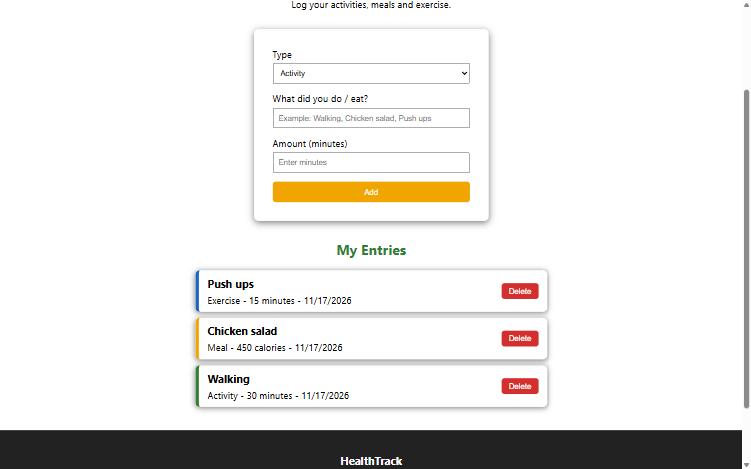 Log your activities, meals and exercise.
Type
Activity
What did you do / eat?
Example: Walking, Chicken salad, Push ups
Amount (minutes)
Enter minutes
Add
My Entries
Push ups
Exercise - 15 minutes - 11/17/2026
Delete
Chicken salad
Meal - 450 calories - 11/17/2026
Delete
Walking
Activity - 30 minutes - 11/17/2026
Delete
HealthTrack